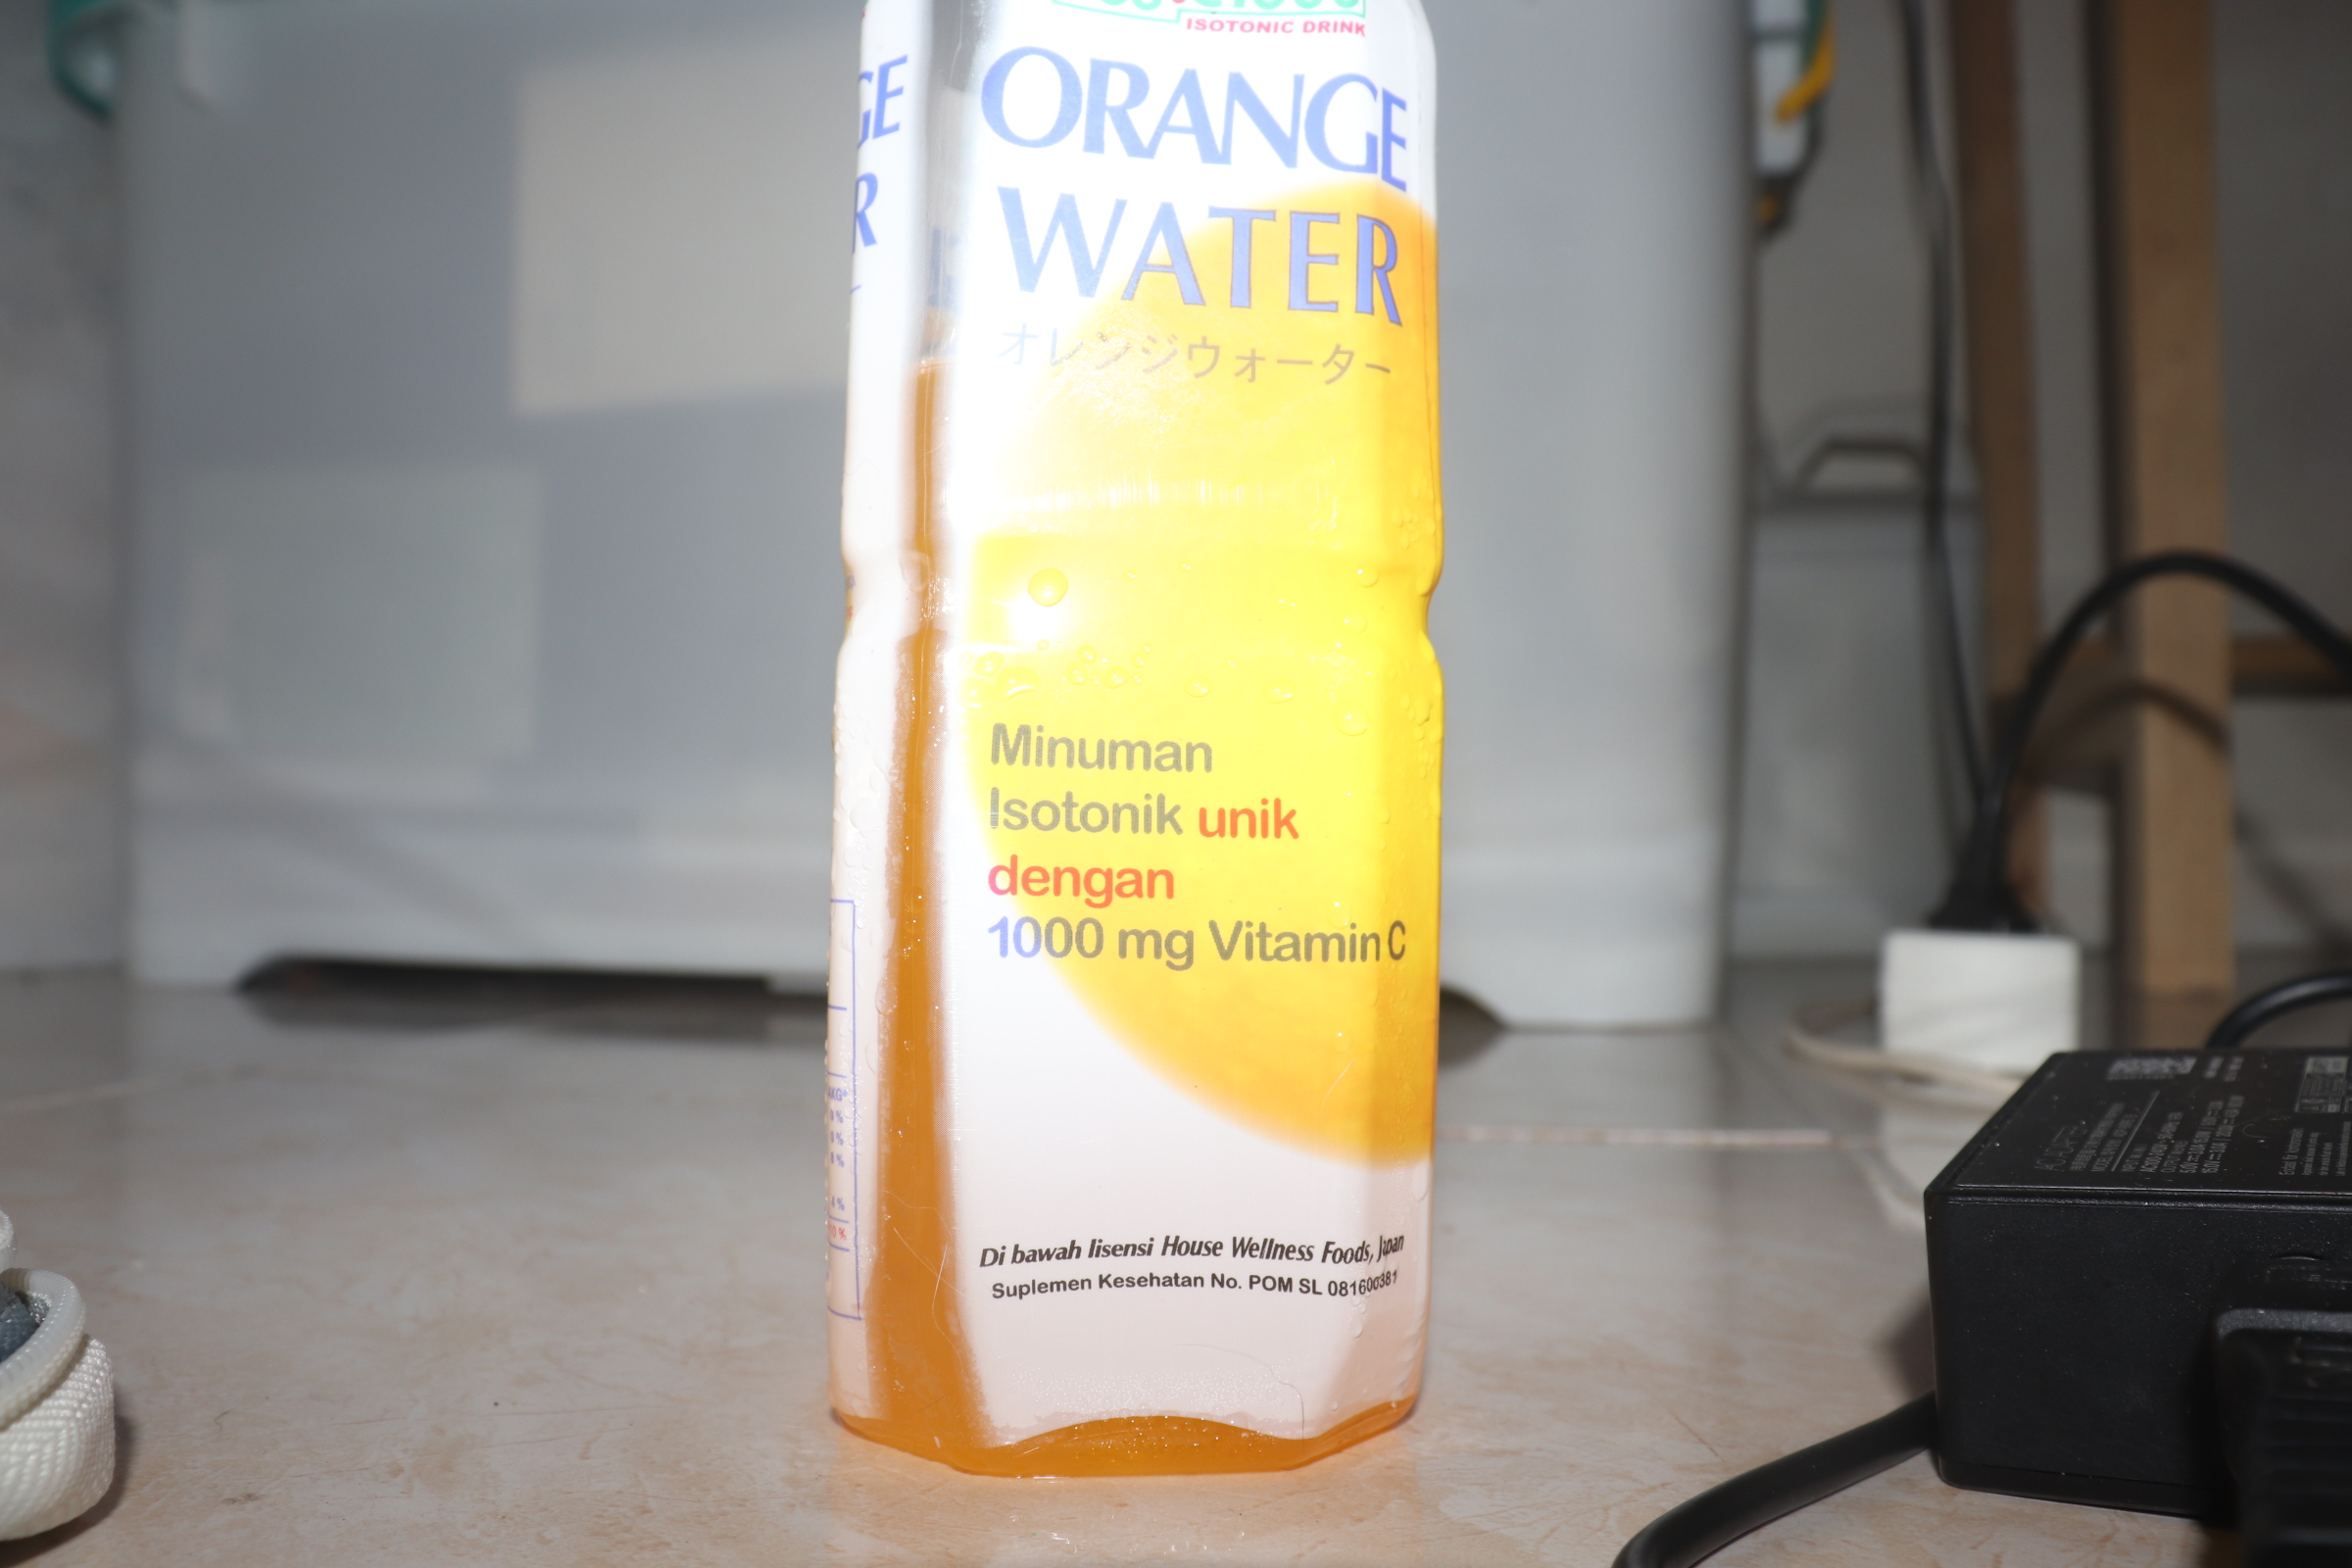 ISOTONIC DRINK
ORANGE
WATER
オレンジウォーター
Minuman
Isotonik unik
dengan
1000 mg Vitamin C
Di bawah lisensi House Wellness Foods, Japan
Suplemen Kesehatan No. POM SL 081600381
GE
R